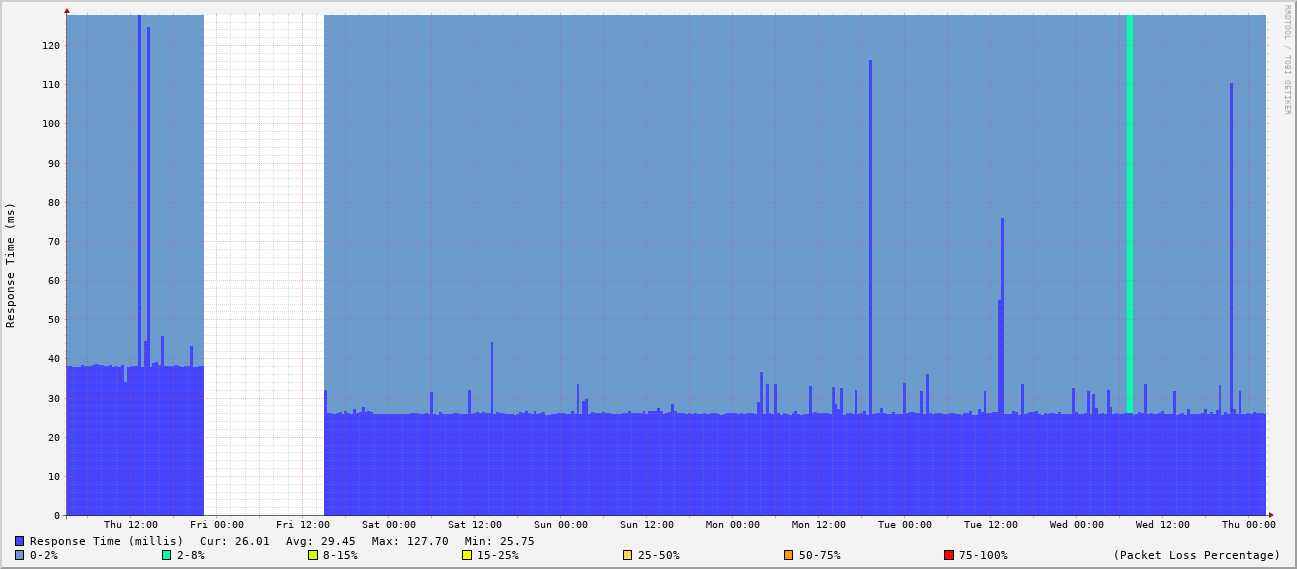 RRDTOOL / TOBI OETIKER
Response Time (ms)
120
110
100
90
80
70
60
50
40
30
20
10
0
Thu 12:00 Fri 00:00 Fri 12:00 Sat 00:00 Sat 12:00 Sun 00:00 Sun 12:00 Mon 00:00 Mon 12:00 Tue 00:00 Tue 12:00 Wed 00:00 Wed 12:00 Thu 00:00
Response Time (millis) Cur: 26.01 Avg: 29.45 Max: 127.70 Min: 25.75
0-2% 2-8% 8-15% 15-25% 25-50% 50-75% 75-100% (Packet Loss Percentage)